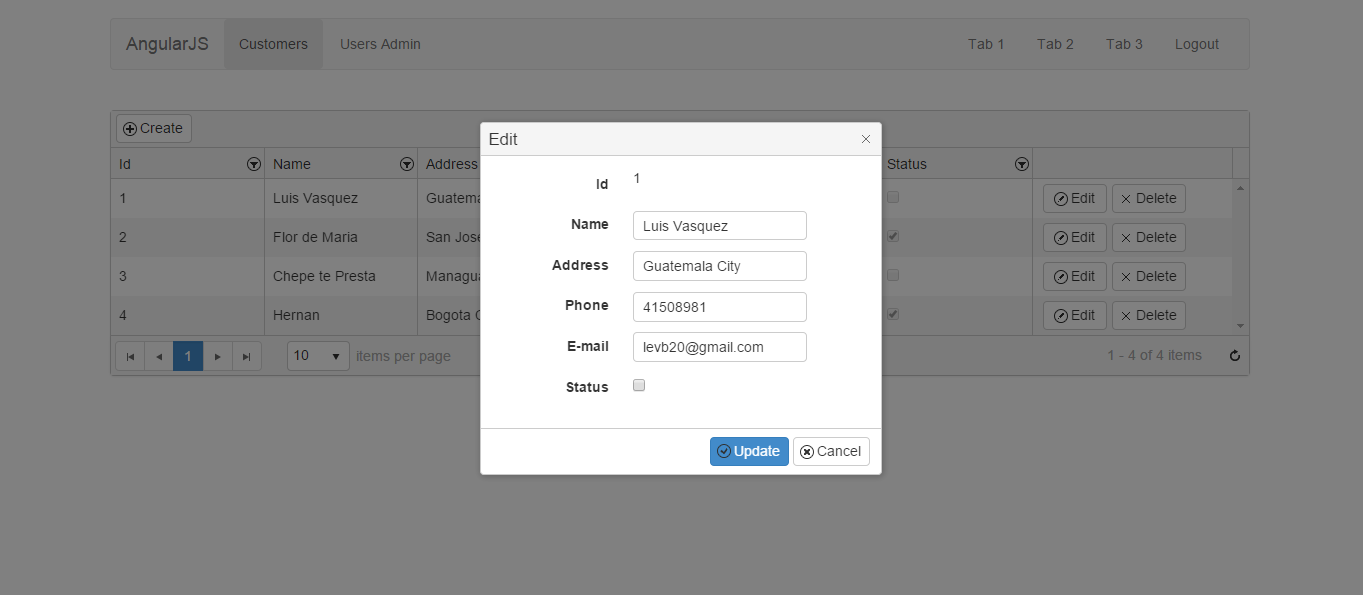 AngularJS Customers Users Admin Tab 1 Tab 2 Tab 3 Logout
Create
Id Name Address Status
1 Luis Vasquez Edit Delete
2 Flor de Maria San Jose Edit Delete
3 Chepe te Presta Managua Edit Delete
4 Hernan Bogota Edit Delete
1 10 items per page 1 - 4 of 4 items
Edit
Id 1
Name Luis Vasquez
Address Guatemala City
Phone 41508981
E-mail levb20@gmail.com
Status
Update Cancel